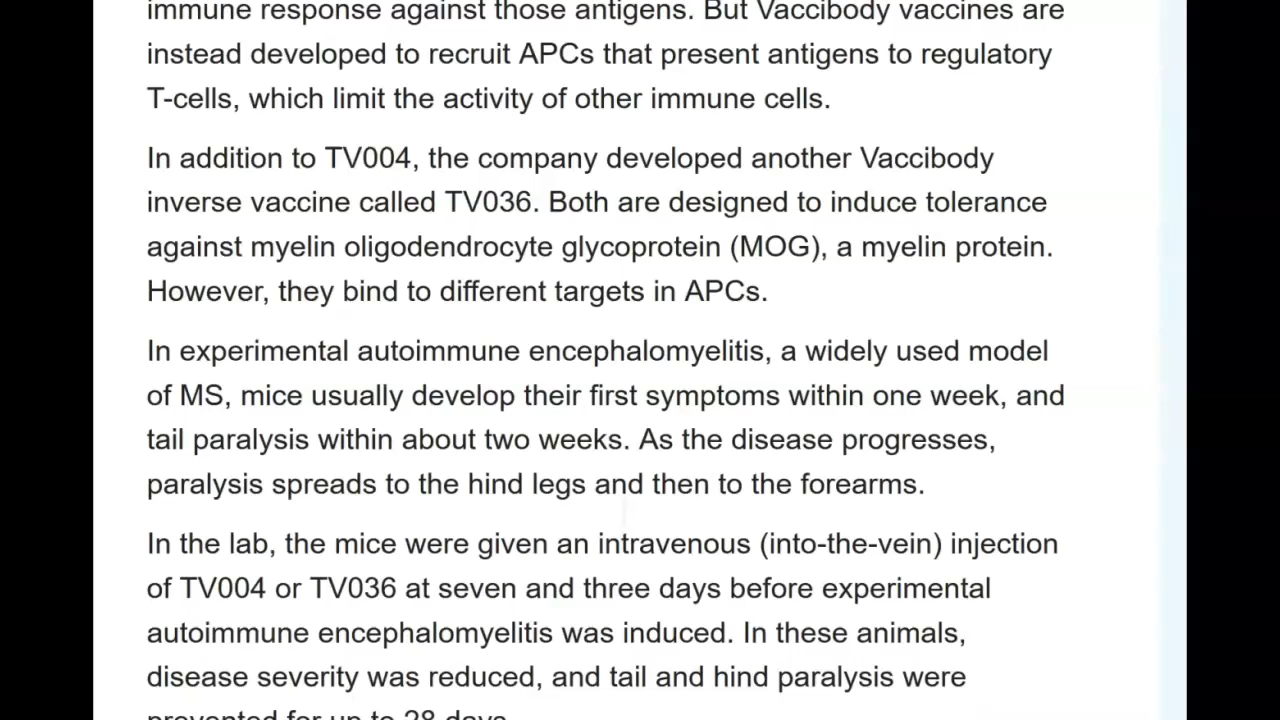 immune response against those antigens. But Vaccibody vaccines are
instead developed to recruit APCs that present antigens to regulatory
T-cells, which limit the activity of other immune cells.
In addition to TV004, the company developed another Vaccibody
inverse vaccine called TV036. Both are designed to induce tolerance
against myelin oligodendrocyte glycoprotein (MOG), a myelin protein.
However, they bind to different targets in APCs.
In experimental autoimmune encephalomyelitis, a widely used model
of MS, mice usually develop their first symptoms within one week, and
tail paralysis within about two weeks. As the disease progresses,
paralysis spreads to the hind legs and then to the forearms.
In the lab, the mice were given an intravenous (into-the-vein) injection
of TV004 or TV036 at seven and three days before experimental
autoimmune encephalomyelitis was induced. In these animals,
disease severity was reduced, and tail and hind paralysis were
prevented for up to 28 days.